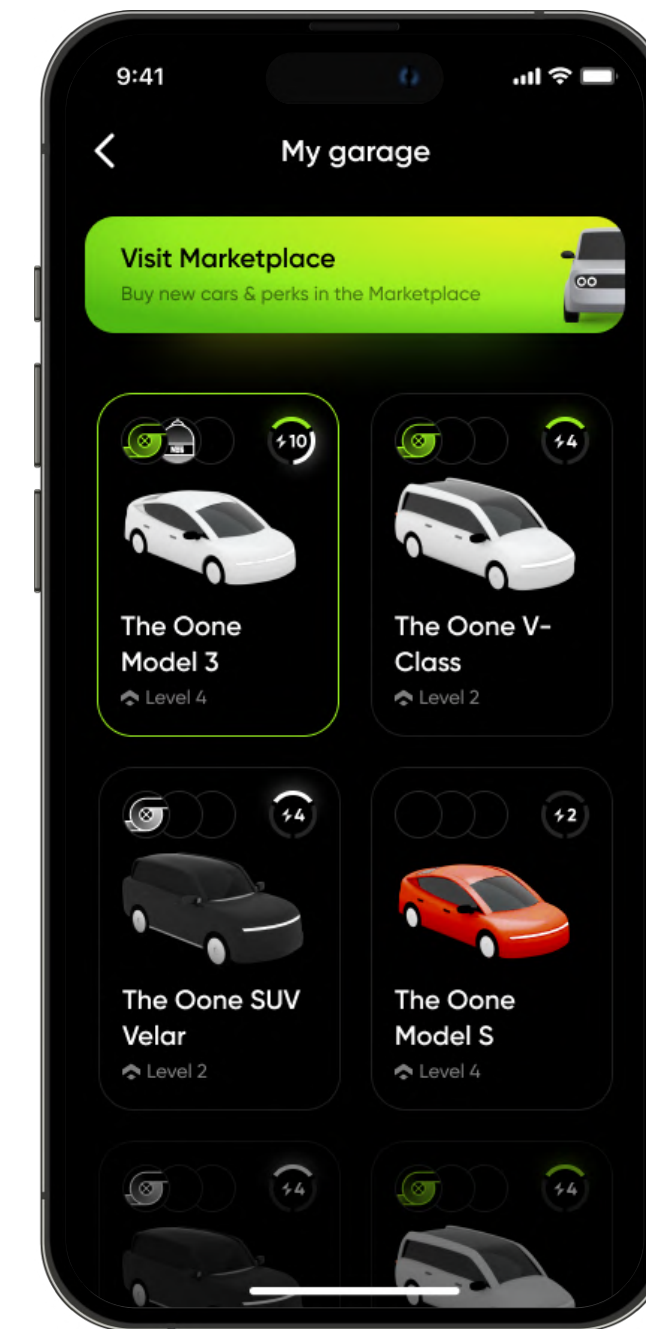 9:41
My garage
Visit Marketplace
Buy new cars & perks in the Marketplace
10
4
The Oone
Model 3
Level 4
The Oone V-
Class
Level 2
4
2
The Oone SUV
Velar
Level 2
The Oone
Model S
Level 4
4
4